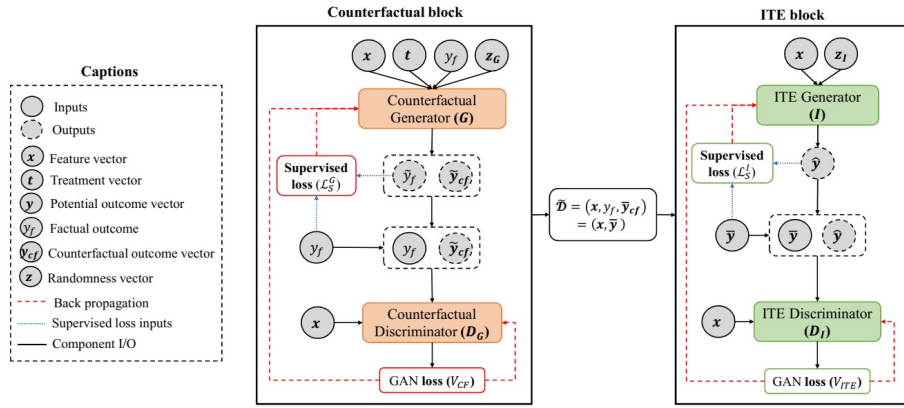 Captions
Inputs
Outputs
x Feature vector
t Treatment vector
y Potential outcome vector
y_f Factual outcome
y_cf Counterfactual outcome vector
z Randomness vector
Back propagation
Supervised loss inputs
Component I/O
Counterfactual block
x t y_f z_G
Counterfactual
Generator (G)
Supervised
loss (ℒ_S^G)
ỹ_f ỹ_cf
y_f y_f ỹ_cf
x
Counterfactual
Discriminator (D_G)
GAN loss (V_CF)
D̃ = (x, y_f, ȳ_cf)
= (x, ȳ)
ITE block
x z_I
ITE Generator
(I)
Supervised
loss (ℒ_S^I)
ŷ
ȳ ȳ ŷ
x
ITE Discriminator
(D_I)
GAN loss (V_ITE)